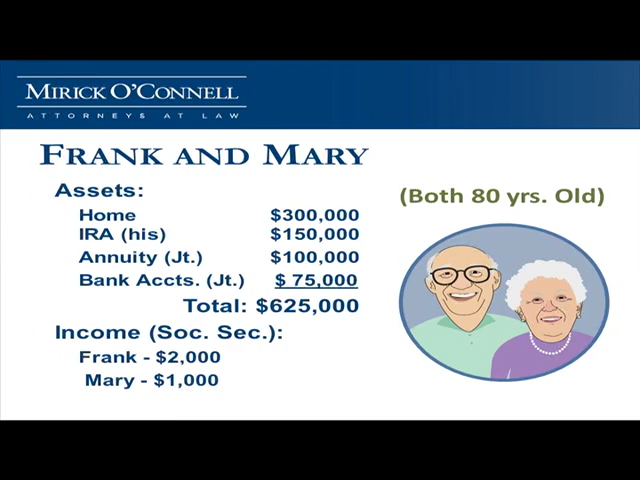 MIRICK O'CONNELL
ATTORNEYS AT LAW
FRANK AND MARY
Assets:
(Both 80 yrs. Old)
Home $300,000
IRA (his) $150,000
Annuity (Jt.) $100,000
Bank Accts. (Jt.) $ 75,000
Total: $625,000
Income (Soc. Sec.):
Frank - $2,000
Mary - $1,000